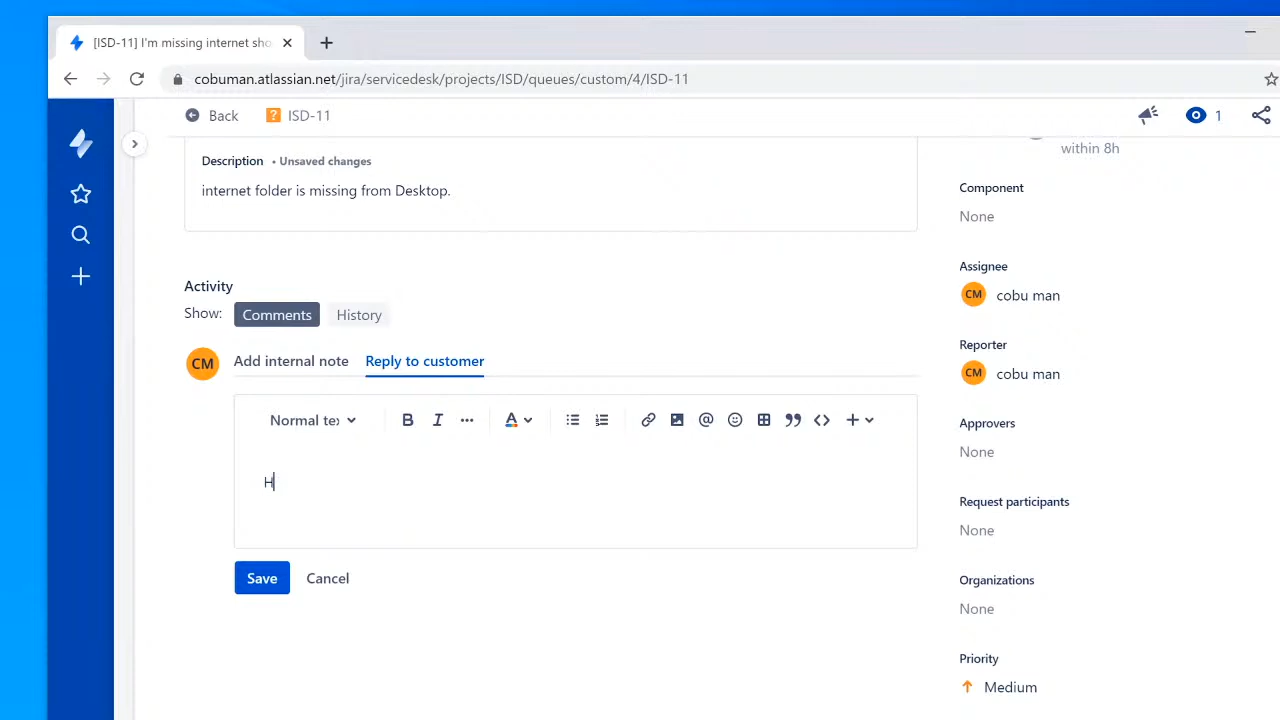 [ISD-11] I'm missing internet sho
cobuman.atlassian.net/jira/servicedesk/projects/ISD/queues/custom/4/ISD-11
Back ISD-11 1
within 8h
Description • Unsaved changes
internet folder is missing from Desktop.
Component
None
Assignee
CM cobu man
Activity
Show: Comments History
Reporter
CM cobu man
CM Add internal note Reply to customer
Normal te B I A
H
Save Cancel
Approvers
None
Request participants
None
Organizations
None
Priority
Medium